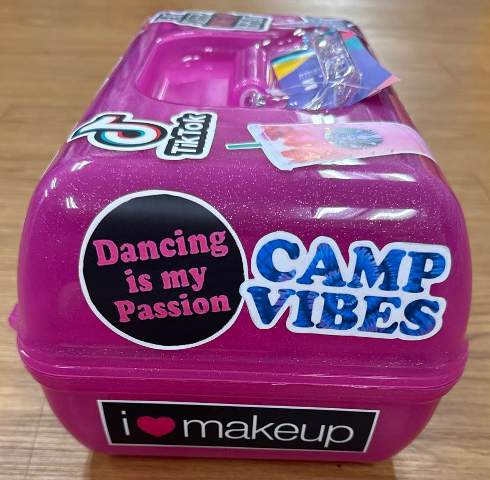 TikTok
Dancing
is my
Passion
CAMP
VIBES
i ❤ makeup